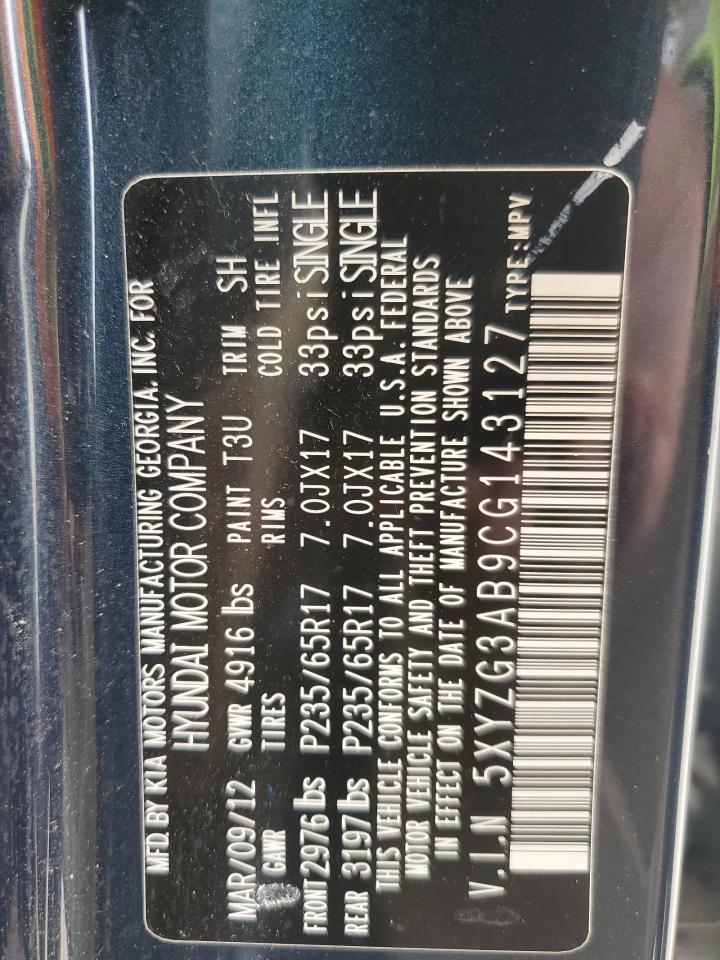 MFD BY KIA MOTORS MANUFACTURING GEORGIA. INC. FOR
HYUNDAI MOTOR COMPANY
MAR/09/12 GVWR 4916 lbs PAINT T3U TRIM SH
GAWR TIRES RIMS COLD TIRE INFL
FRONT 2976 lbs P235/65R17 7.0JX17 33psi SINGLE
REAR 3197 lbs P235/65R17 7.0JX17 33psi SINGLE
THIS VEHICLE CONFORMS TO ALL APPLICABLE U.S.A. FEDERAL
MOTOR VEHICLE SAFETY AND THEFT PREVENTION STANDARDS
IN EFFECT ON THE DATE OF MANUFACTURE SHOWN ABOVE
V.I.N 5XYZG3AB9CG143127 TYPE:MPV